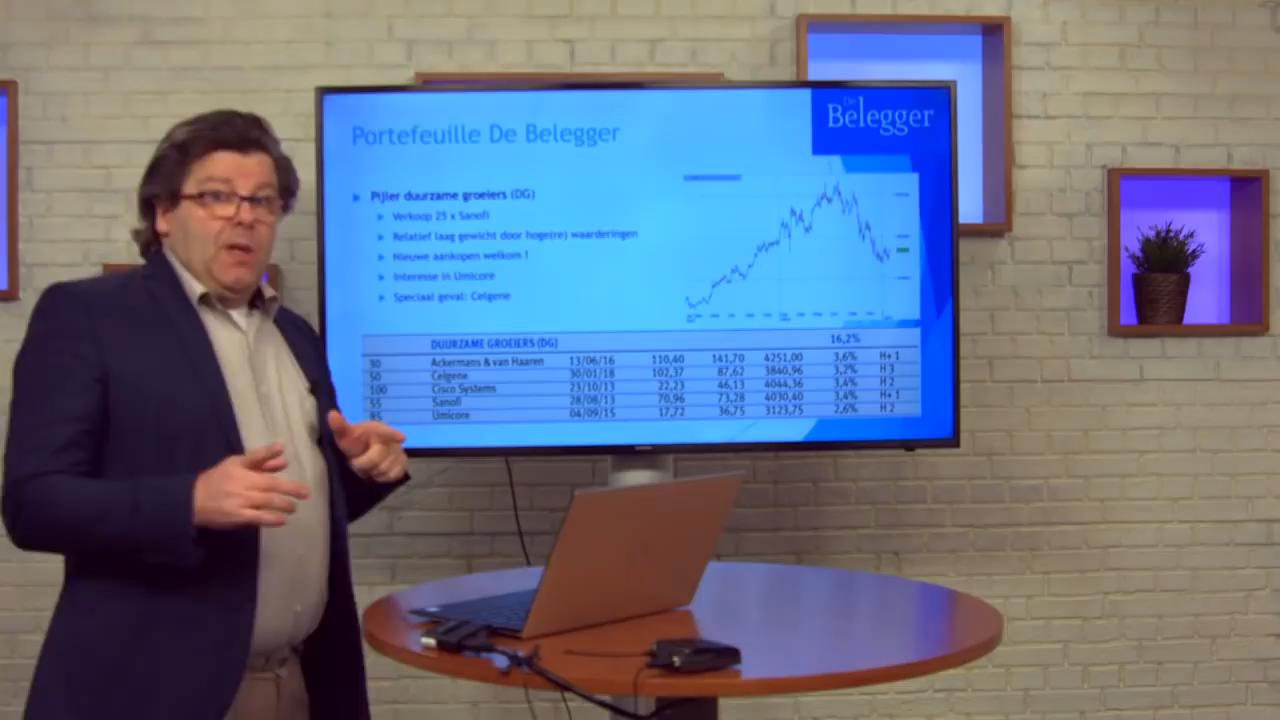 De
Belegger
Portefeuille De Belegger
Pijler duurzame groeiers (DG)
Verkoop 25 x Sanofi
Relatief laag gewicht door hoge(re) waarderingen
Nieuwe aankopen welkom !
Interesse in Umicore
Speciaal geval: Celgene
DUURZAME GROEIERS (DG) 16,2%
30 Ackermans & van Haaren 13/06/16 110,40 141,70 4251,00 3,6% H+ 1
50 Celgene 30/01/18 102,37 87,62 3840,96 3,2% H 3
100 Cisco Systems 23/10/13 22,23 46,13 4044,36 3,4% H 2
55 Sanofi 28/08/13 70,96 73,28 4030,40 3,4% H+ 1
85 Umicore 04/09/15 17,72 36,75 3123,75 2,6% H 2